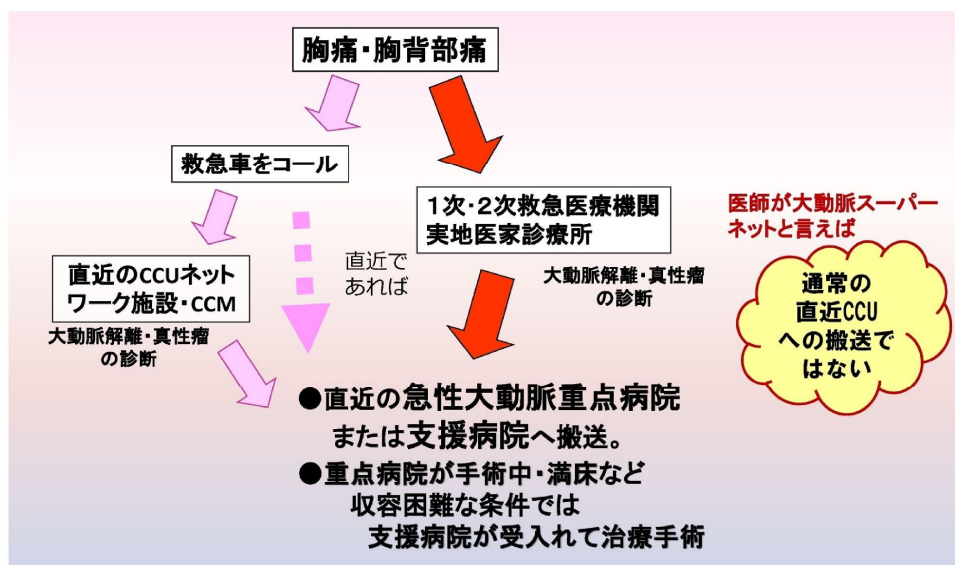 胸痛・胸背部痛
救急車をコール
1次・2次救急医療機関
実地医家診療所
医師が大動脈スーパー
ネットと言えば
直近のCCUネット
ワーク施設・CCM
直近で
あれば
大動脈解離・真性瘤
の診断
通常の
直近CCU
への搬送で
はない
大動脈解離・真性瘤
の診断
●直近の急性大動脈重点病院
または支援病院へ搬送。
●重点病院が手術中・満床など
収容困難な条件では
支援病院が受入れて治療手術